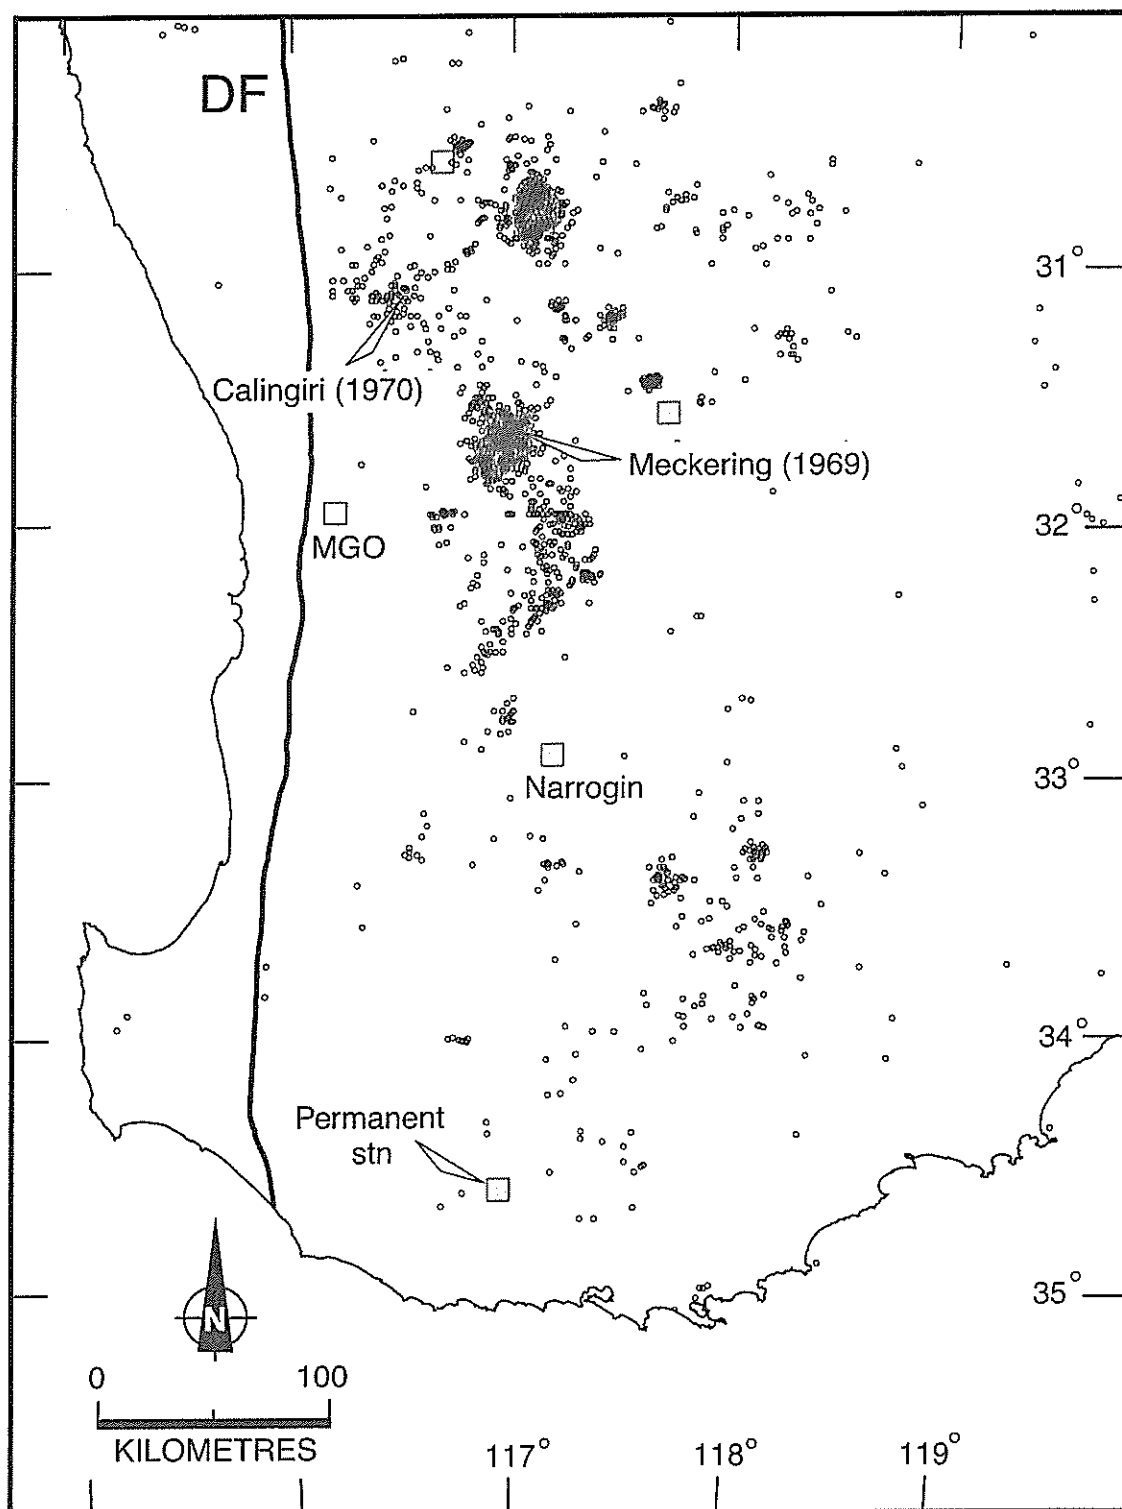 DF
31°
Calingiri (1970)
Meckering (1969)
MGO
32°
Narrogin
33°
34°
Permanent
stn
35°
N
0 100
KILOMETRES
117° 118° 119°